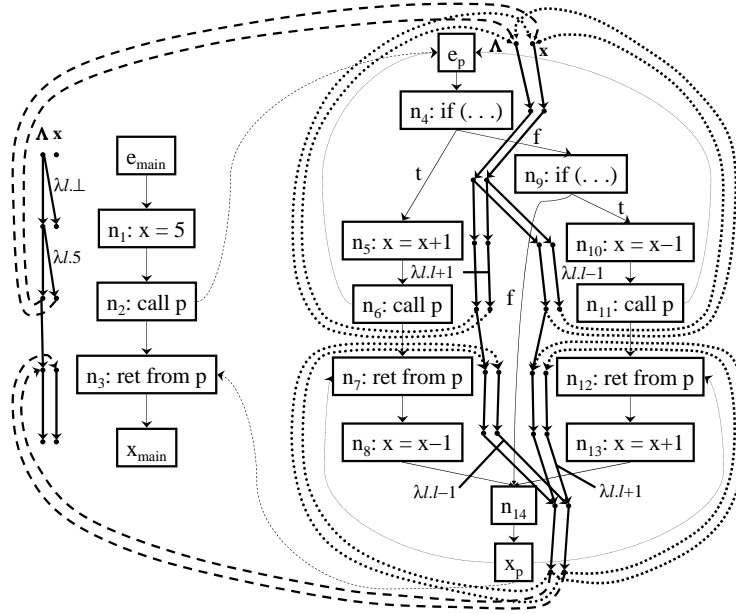 Λ x
e_p
n_4: if (. . .)
Λ x
e_main
t
f
n_9: if (. . .)
λl.⊥
t
n_1: x = 5
n_5: x = x+1
n_10: x = x−1
λl.5
λl.l+1
λl.l−1
n_2: call p
n_6: call p
f
n_11: call p
n_3: ret from p
n_7: ret from p
n_12: ret from p
x_main
n_8: x = x−1
n_13: x = x+1
λl.l−1
λl.l+1
n_14
x_p